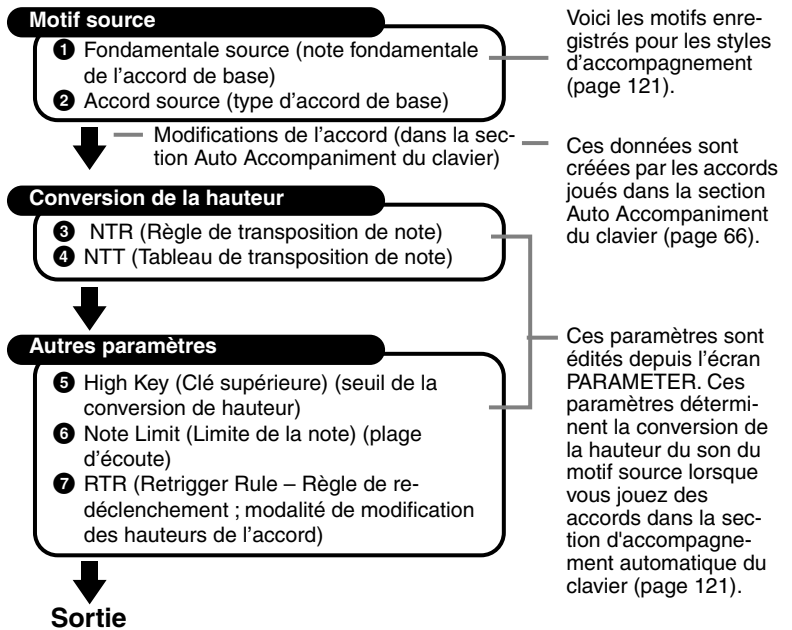 Motif source
❶ Fondamentale source (note fondamentale
de l'accord de base)
❷ Accord source (type d'accord de base)
Voici les motifs enre-
gistrés pour les styles
d'accompagnement
(page 121).
Modifications de l'accord (dans la sec-
tion Auto Accompaniment du clavier)
Ces données sont
créées par les accords
joués dans la section
Auto Accompaniment
du clavier (page 66).
Conversion de la hauteur
❸ NTR (Règle de transposition de note)
❹ NTT (Tableau de transposition de note)
Autres paramètres
❺ High Key (Clé supérieure) (seuil de la
conversion de hauteur)
❻ Note Limit (Limite de la note) (plage
d'écoute)
❼ RTR (Retrigger Rule – Règle de re-
déclenchement ; modalité de modification
des hauteurs de l'accord)
Ces paramètres sont
édités depuis l'écran
PARAMETER. Ces
paramètres détermi-
nent la conversion de
la hauteur du son du
motif source lorsque
vous jouez des
accords dans la sec-
tion d'accompagne-
ment automatique du
clavier (page 121).
Sortie